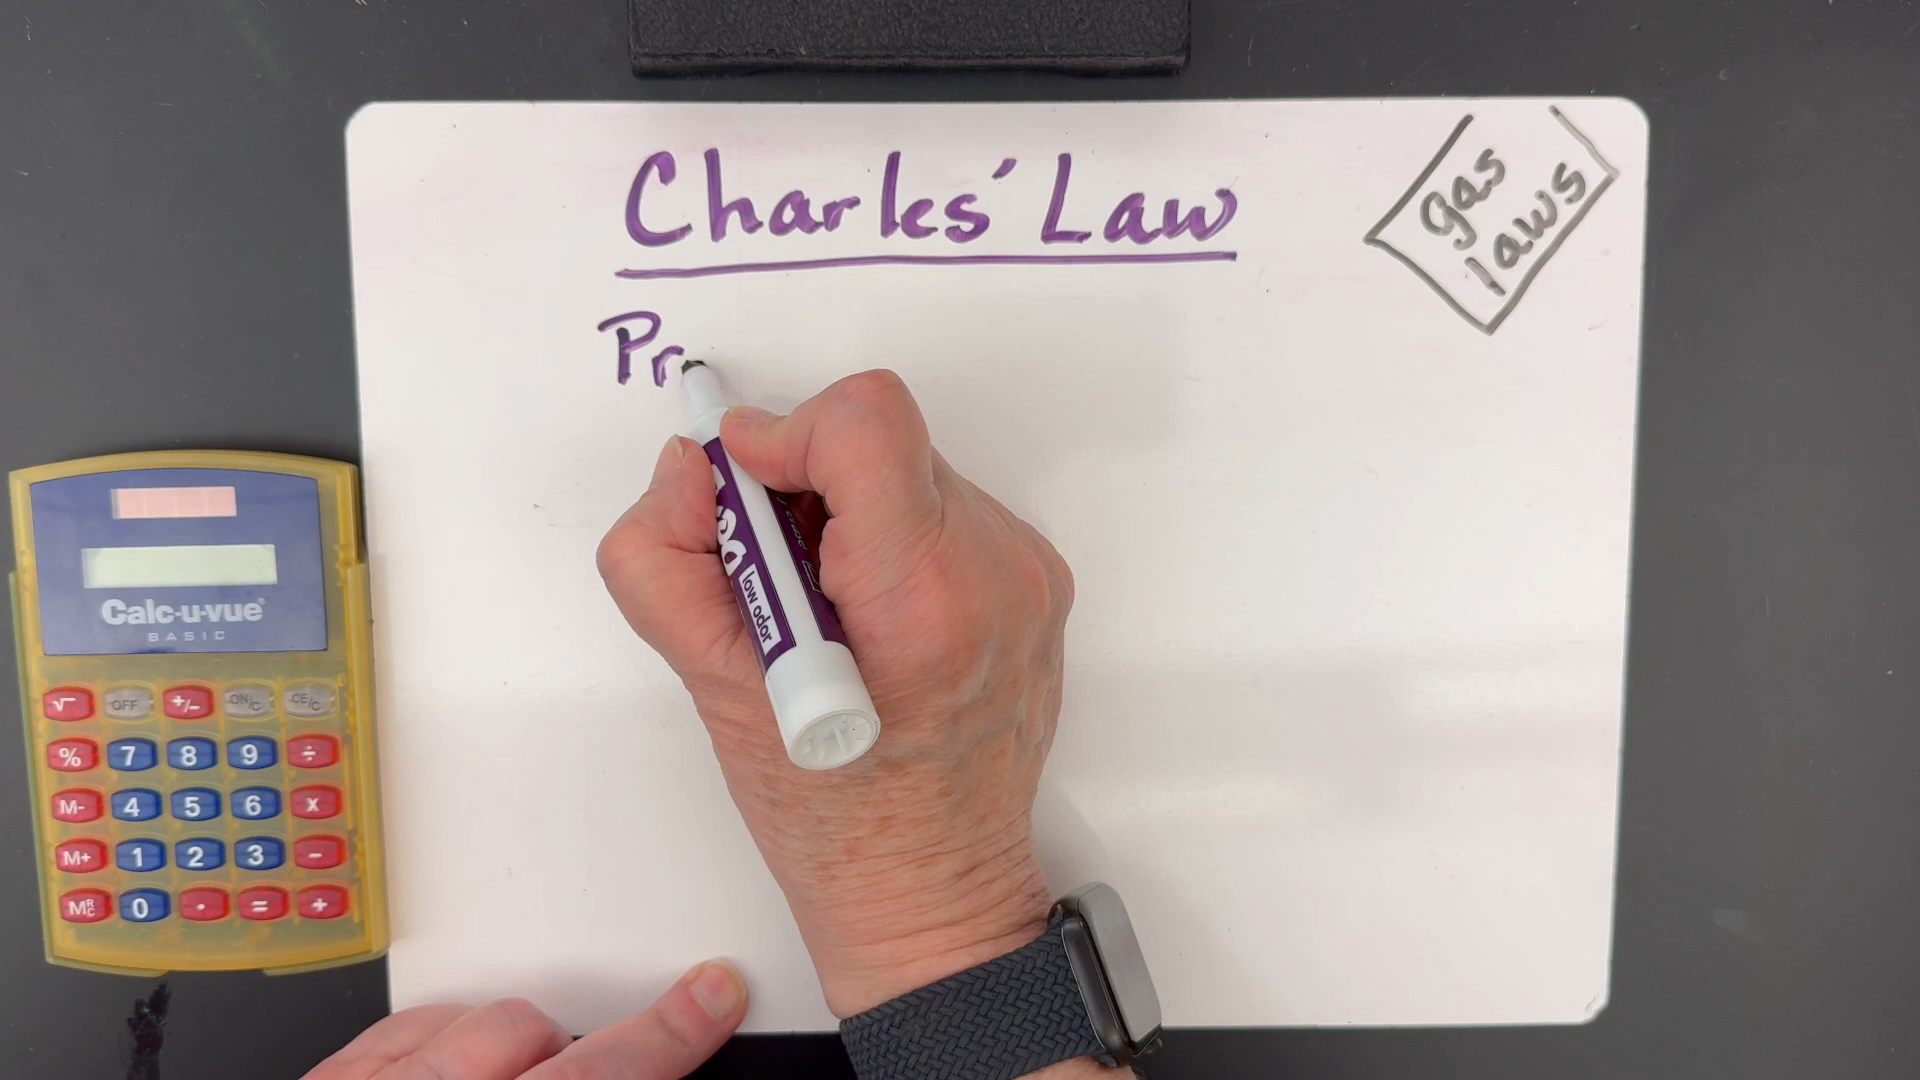 Charles' Law
gas
laws
Pr
low odor
Calc-u-vue®
BASIC
√ OFF +/- ON/C CE/C
% 7 8 9 ÷
M- 4 5 6 x
M+ 1 2 3 -
MRC 0 . = +